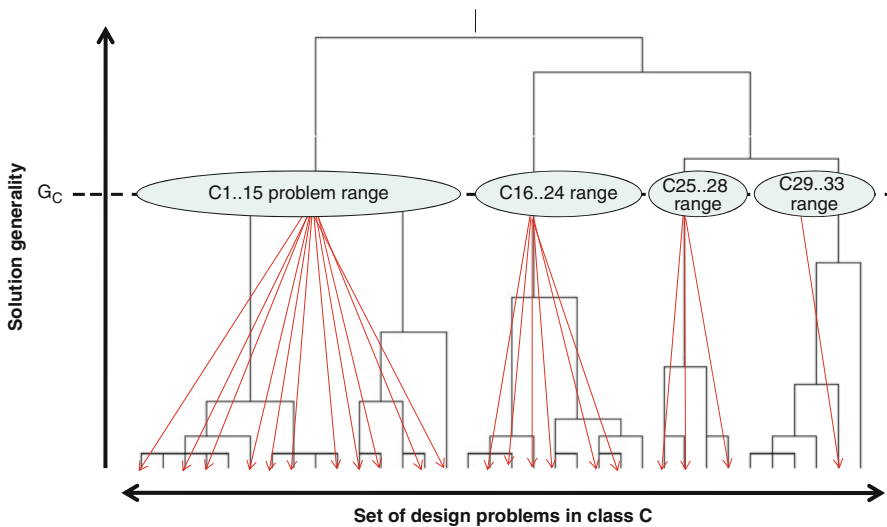 Solution generality
G_C
C1..15 problem range
C16..24 range
C25..28
range
C29..33
range
Set of design problems in class C